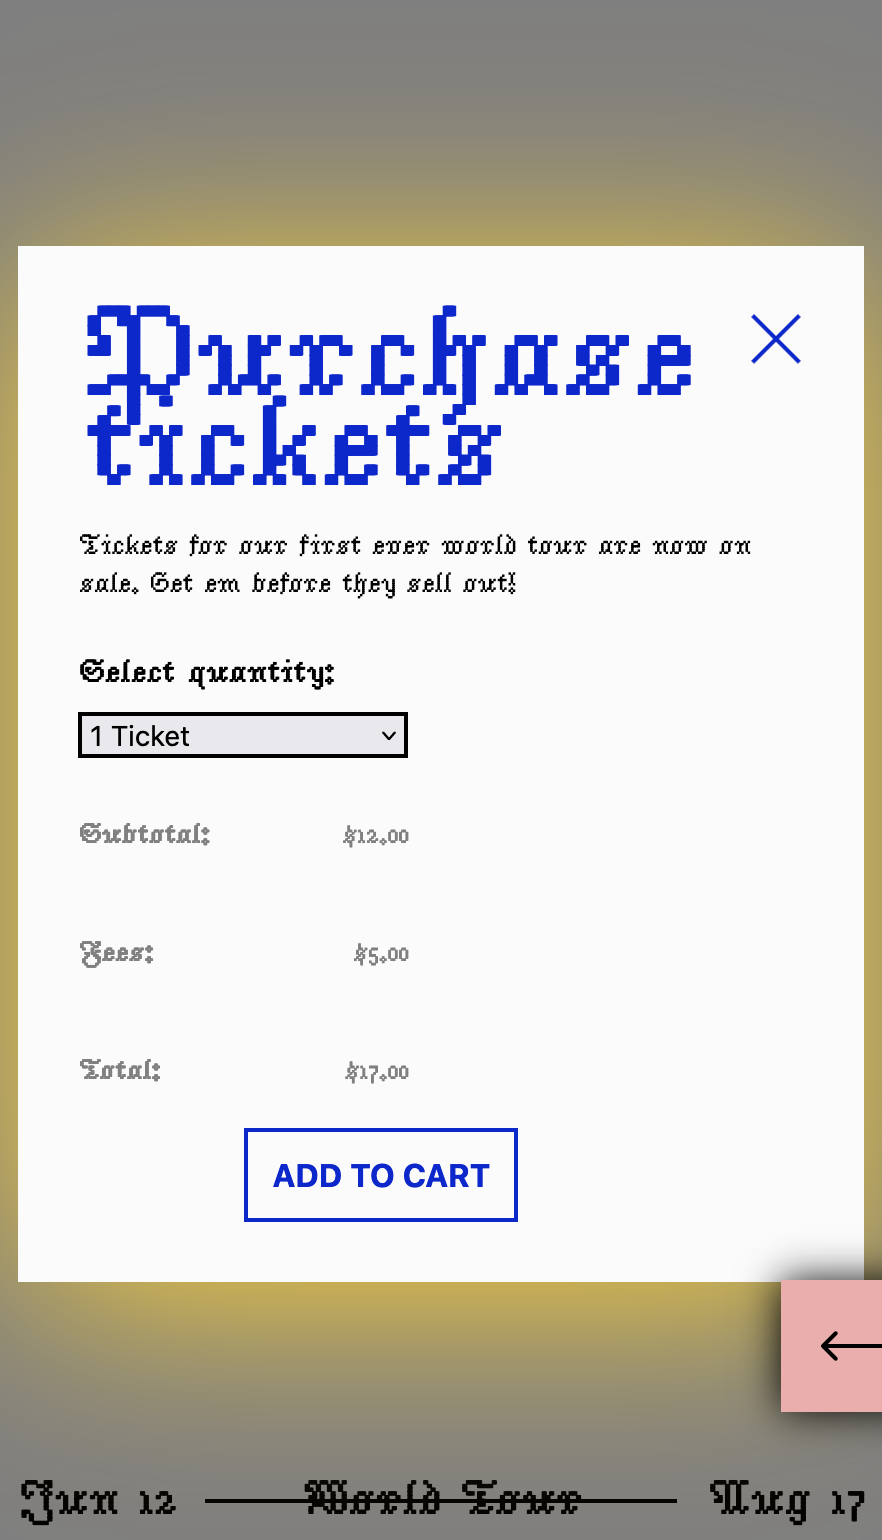 Purchase
tickets
Tickets for our first ever world tour are now on
sale. Get em before they sell out!
Select quantity:
1 Ticket
Subtotal: $12.00
Fees: $5.00
Total: $17.00
ADD TO CART
Jun 12 World Tour Aug 17